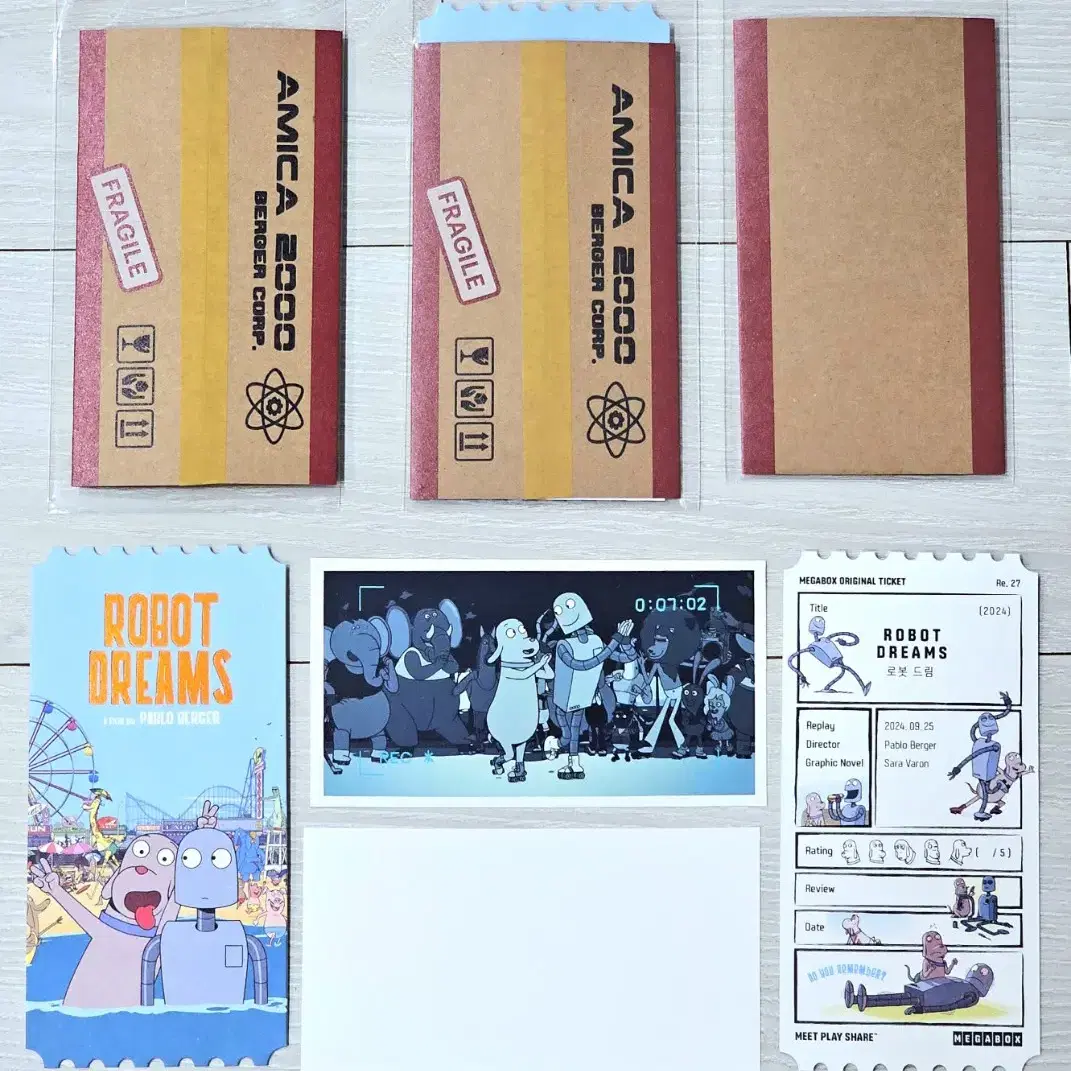 AMICA 2000
BERGER CORP.
FRAGILE
AMICA 2000
BERGER CORP.
FRAGILE
ROBOT
DREAMS
A FILM BY PABLO BERGER
0:07:02
REC *
MEGABOX ORIGINAL TICKET
Re. 27
Title
(2024)
ROBOT
DREAMS
로봇 드림
Replay 2024.09.25
Director Pablo Berger
Graphic Novel Sara Varon
Rating ( / 5)
Review
Date
DO YOU REMEMBER?
MEET PLAY SHARE™
MEGABOX